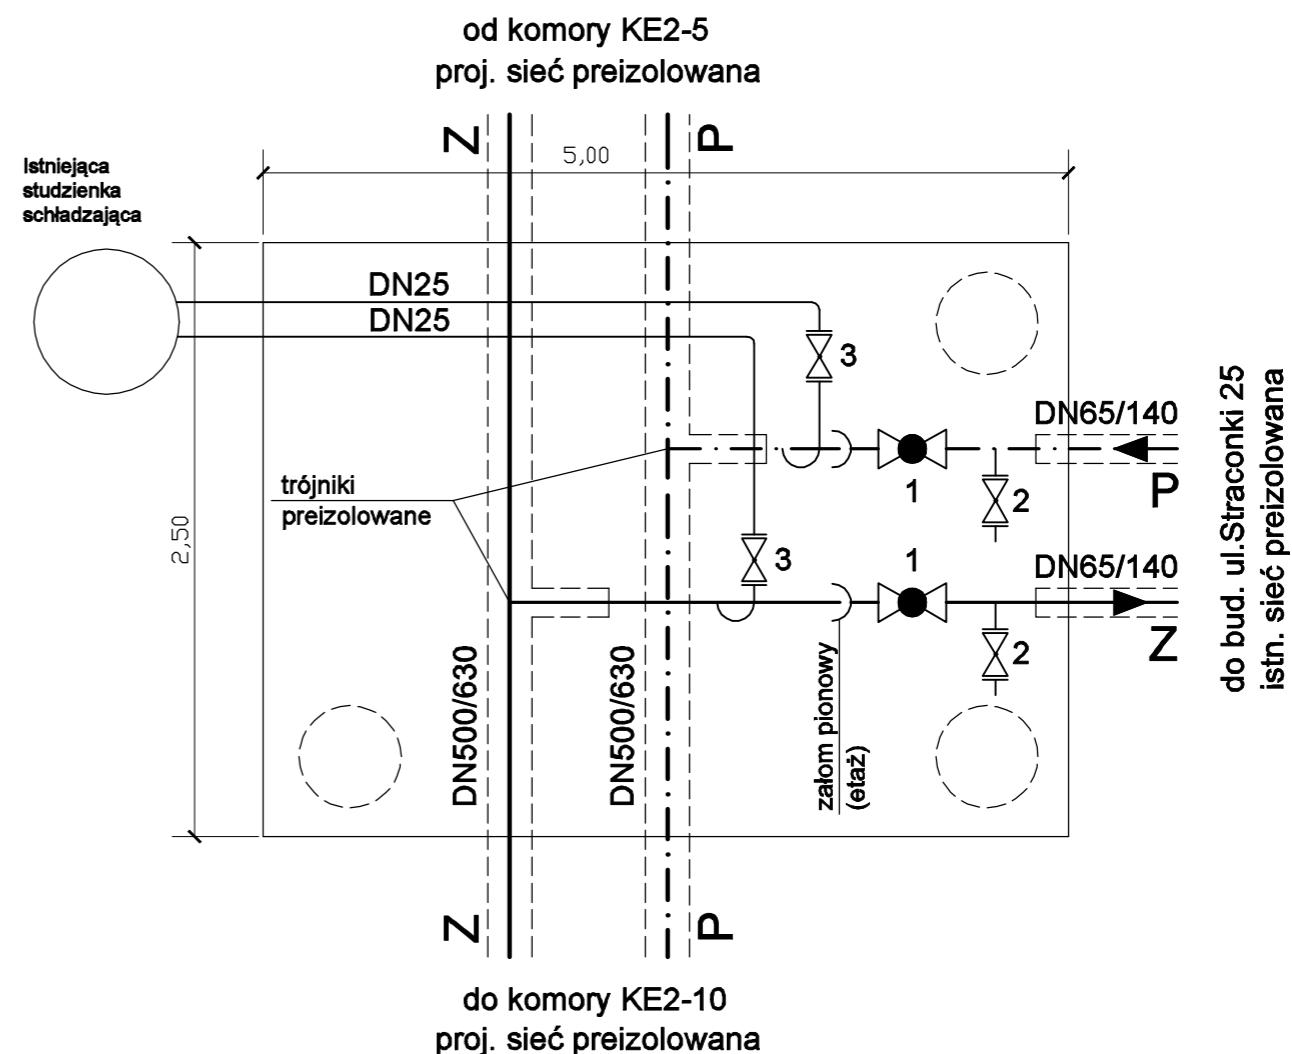 od komory KE2-5
proj. sieć preizolowana
Z
P
5,00
Istniejąca
studzienka
schładzająca
DN25
DN25
3
DN65/140
1
2
P
trójniki
preizolowane
2,50
3
1
DN65/140
2
Z
do bud. ul.Straconki 25
istn. sieć preizolowana
DN500/630
DN500/630
załom pionowy
(etaż)
Z
P
do komory KE2-10
proj. sieć preizolowana